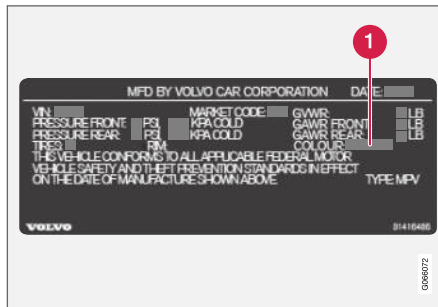 1
MFD BY VOLVO CAR CORPORATION DATE:
VIN: MARKET CODE: GVWR: LB
PRESSURE FRONT: PSI, KPA COLD GAWR FRONT: LB
PRESSURE REAR: PSI, KPA COLD GAWR REAR: LB
TIRES: RIM: COLOUR:
THIS VEHICLE CONFORMS TO ALL APPLICABLE FEDERAL MOTOR
VEHICLE SAFETY AND THEFT PREVENTION STANDARDS IN EFFECT
ON THE DATE OF MANUFACTURE SHOWN ABOVE. TYPE: MPV
VOLVO 31416486
G066072